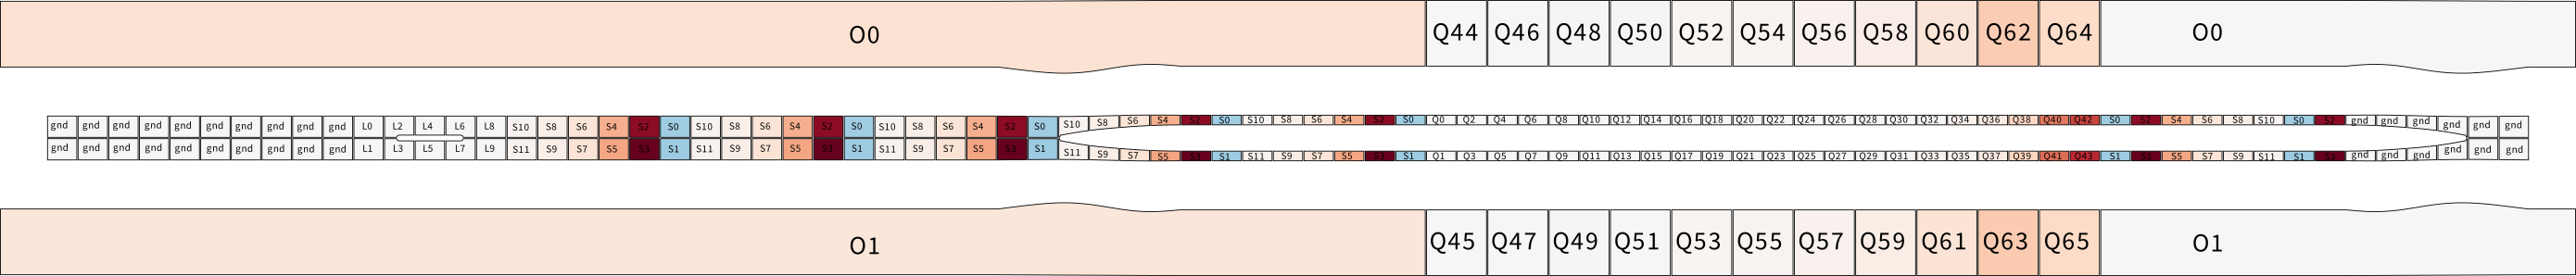 O0 Q44 Q46 Q48 Q50 Q52 Q54 Q56 Q58 Q60 Q62 Q64 O0
gnd gnd gnd gnd gnd gnd gnd gnd gnd gnd L0 L2 L4 L6 L8 S10 S8 S6 S4 S2 S0 S10 S8 S6 S4 S2 S0 S10 S8 S6 S4 S2 S0 S10 S8 S6 S4 S2 S0 S10 S8 S6 S4 S2 S0 Q0 Q2 Q4 Q6 Q8 Q10 Q12 Q14 Q16 Q18 Q20 Q22 Q24 Q26 Q28 Q30 Q32 Q34 Q36 Q38 Q40 Q42 S0 S2 S4 S6 S8 S10 S0 S2 gnd gnd gnd gnd gnd gnd
gnd gnd gnd gnd gnd gnd gnd gnd gnd gnd L1 L3 L5 L7 L9 S11 S9 S7 S5 S3 S1 S11 S9 S7 S5 S3 S1 S11 S9 S7 S5 S3 S1 S11 S9 S7 S5 S3 S1 S11 S9 S7 S5 S3 S1 Q1 Q3 Q5 Q7 Q9 Q11 Q13 Q15 Q17 Q19 Q21 Q23 Q25 Q27 Q29 Q31 Q33 Q35 Q37 Q39 Q41 Q43 S1 S3 S5 S7 S9 S11 S1 S3 gnd gnd gnd gnd gnd gnd
O1 Q45 Q47 Q49 Q51 Q53 Q55 Q57 Q59 Q61 Q63 Q65 O1